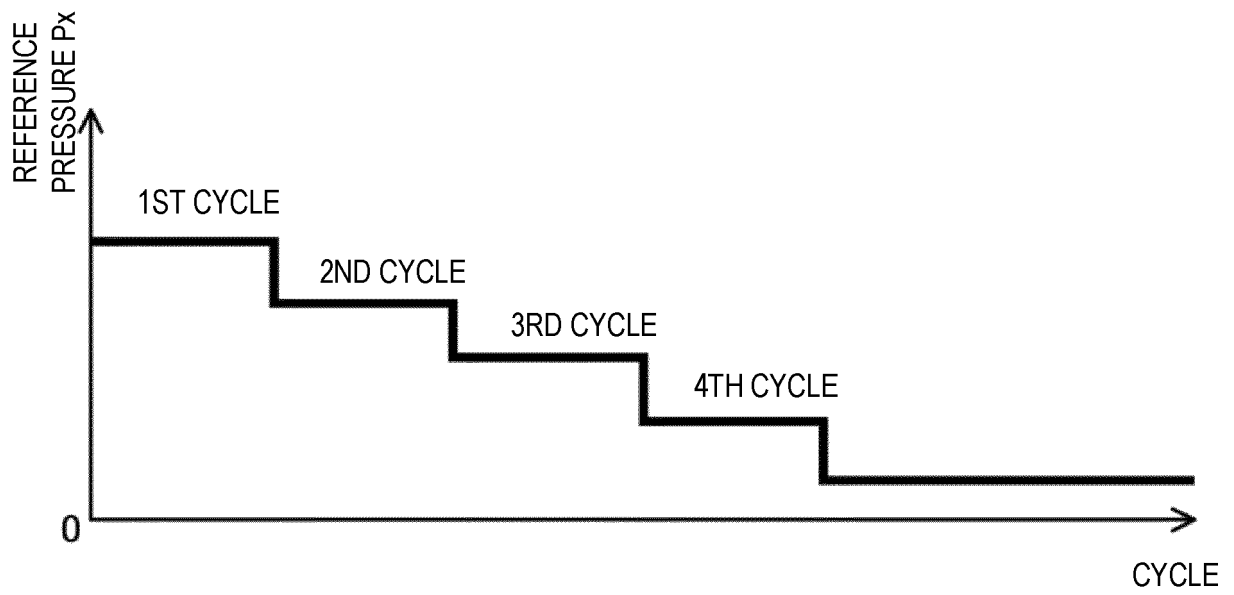 REFERENCE
PRESSURE Px
1ST CYCLE
2ND CYCLE
3RD CYCLE
4TH CYCLE
0
CYCLE